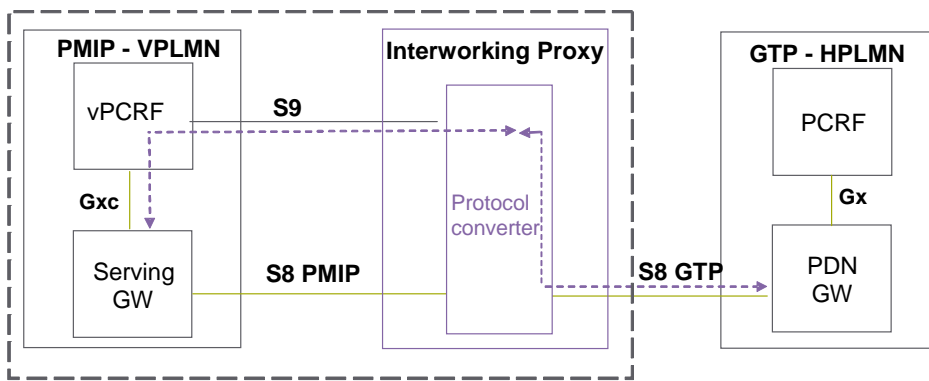 PMIP - VPLMN
Interworking Proxy
GTP - HPLMN
vPCRF
S9
PCRF
Gxc
Gx
Protocol
converter
Serving
GW
S8 PMIP
S8 GTP
PDN
GW